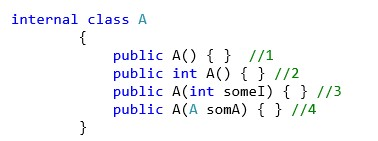 internal class A
{
public A() { } //1
public int A() { } //2
public A(int someI) { } //3
public A(A somA) { } //4
}